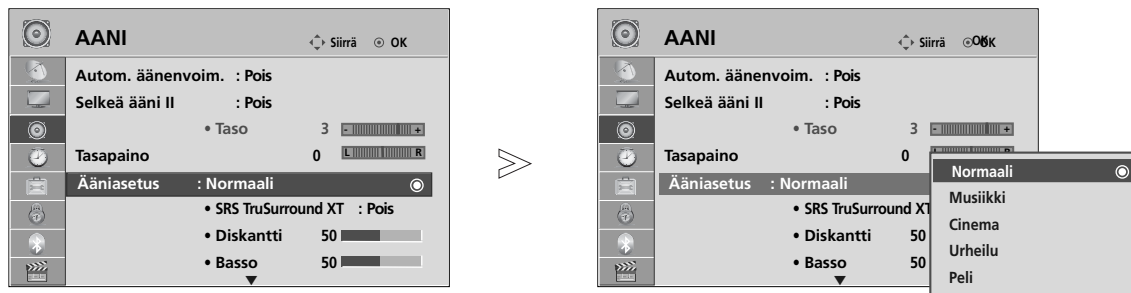 AANI Siirrä OK
Autom. äänenvoim. : Pois
Selkeä ääni II : Pois
• Taso 3 - +
Tasapaino 0 L R
Ääniasetus : Normaali
• SRS TruSurround XT : Pois
• Diskantti 50
• Basso 50
AANI Siirrä OK
Autom. äänenvoim. : Pois
Selkeä ääni II : Pois
• Taso 3 - +
Tasapaino 0
Ääniasetus : Normaali
• SRS TruSurround XT
• Diskantti 50
• Basso 50
Normaali
Musiikki
Cinema
Urheilu
Peli